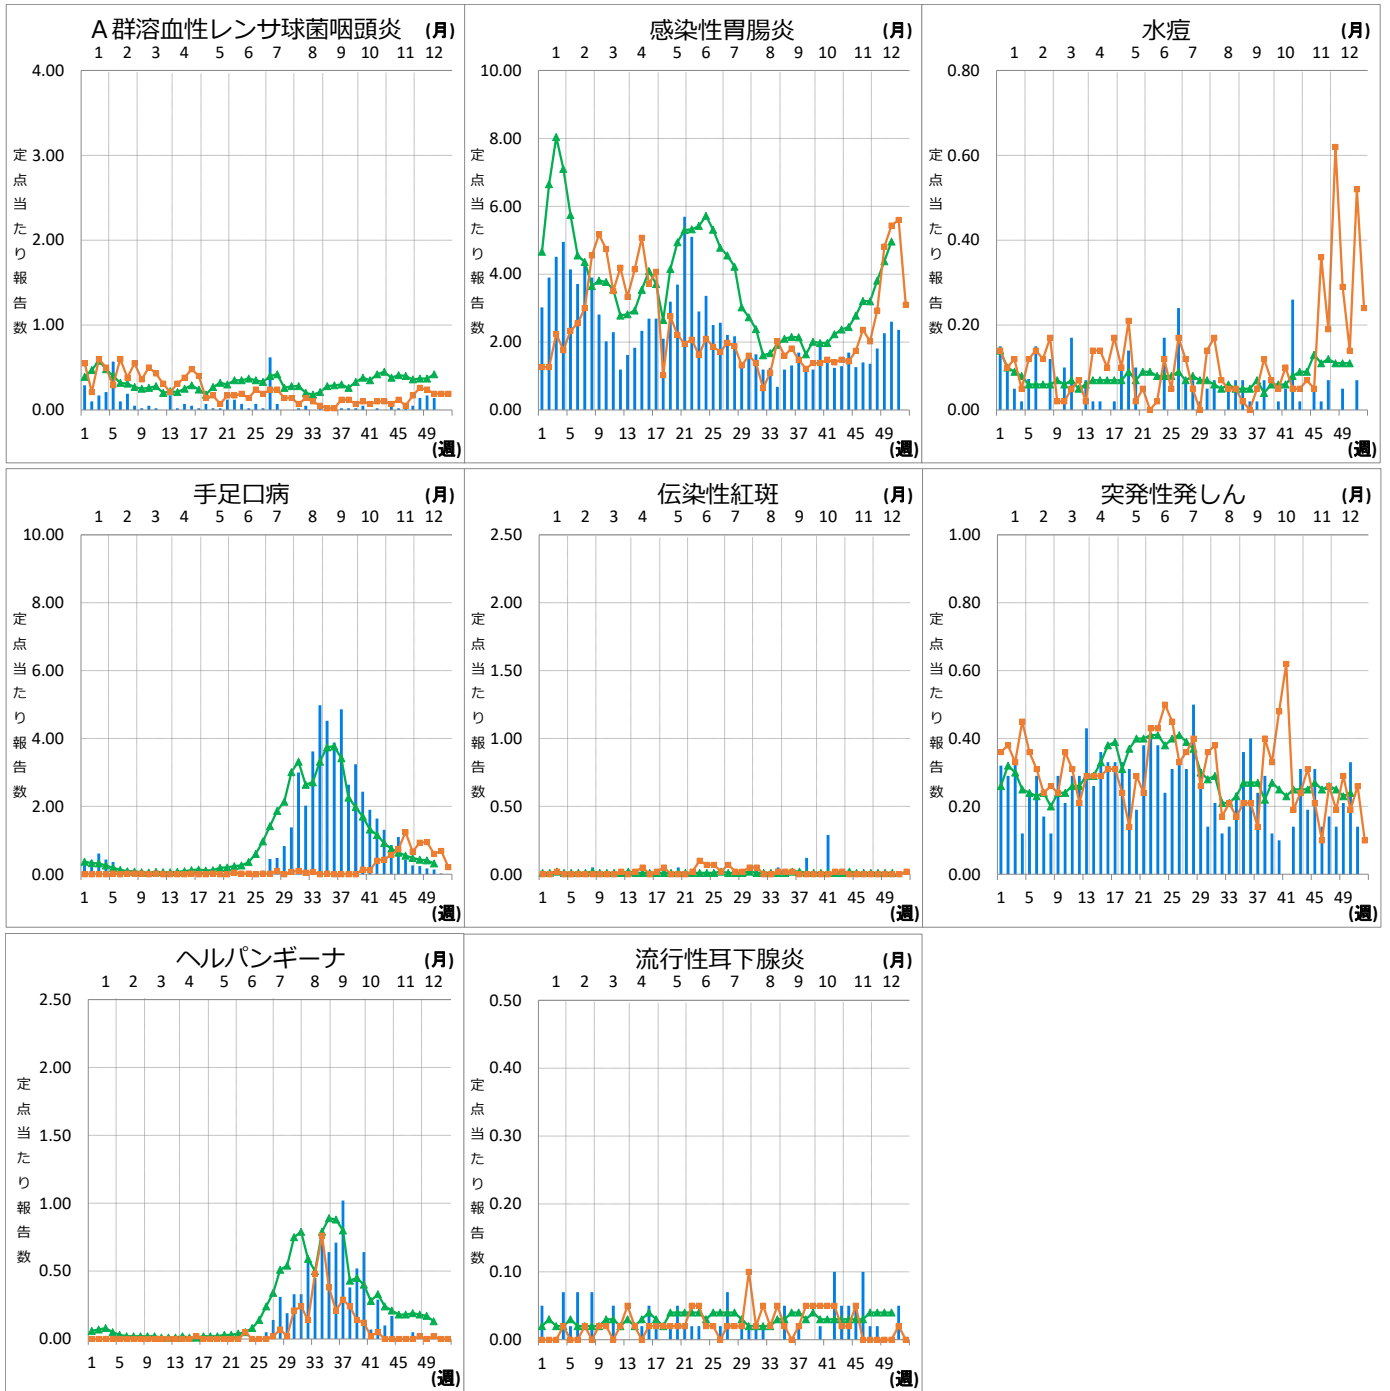 A群溶血性レンサ球菌咽頭炎 (月)
1 2 3 4 5 6 7 8 9 10 11 12
定点当たり報告数
4.00
3.00
2.00
1.00
0.00
1 5 9 13 17 21 25 29 33 37 41 45 49
(週)
感染性胃腸炎 (月)
1 2 3 4 5 6 7 8 9 10 11 12
定点当たり報告数
10.00
8.00
6.00
4.00
2.00
0.00
1 5 9 13 17 21 25 29 33 37 41 45 49
(週)
水痘 (月)
1 2 3 4 5 6 7 8 9 10 11 12
定点当たり報告数
0.80
0.60
0.40
0.20
0.00
1 5 9 13 17 21 25 29 33 37 41 45 49
(週)
手足口病 (月)
1 2 3 4 5 6 7 8 9 10 11 12
定点当たり報告数
10.00
8.00
6.00
4.00
2.00
0.00
1 5 9 13 17 21 25 29 33 37 41 45 49
(週)
伝染性紅斑 (月)
1 2 3 4 5 6 7 8 9 10 11 12
定点当たり報告数
2.50
2.00
1.50
1.00
0.50
0.00
1 5 9 13 17 21 25 29 33 37 41 45 49
(週)
突発性発しん (月)
1 2 3 4 5 6 7 8 9 10 11 12
定点当たり報告数
1.00
0.80
0.60
0.40
0.20
0.00
1 5 9 13 17 21 25 29 33 37 41 45 49
(週)
ヘルパンギーナ (月)
1 2 3 4 5 6 7 8 9 10 11 12
定点当たり報告数
2.50
2.00
1.50
1.00
0.50
0.00
1 5 9 13 17 21 25 29 33 37 41 45 49
(週)
流行性耳下腺炎 (月)
1 2 3 4 5 6 7 8 9 10 11 12
定点当たり報告数
0.50
0.40
0.30
0.20
0.10
0.00
1 5 9 13 17 21 25 29 33 37 41 45 49
(週)